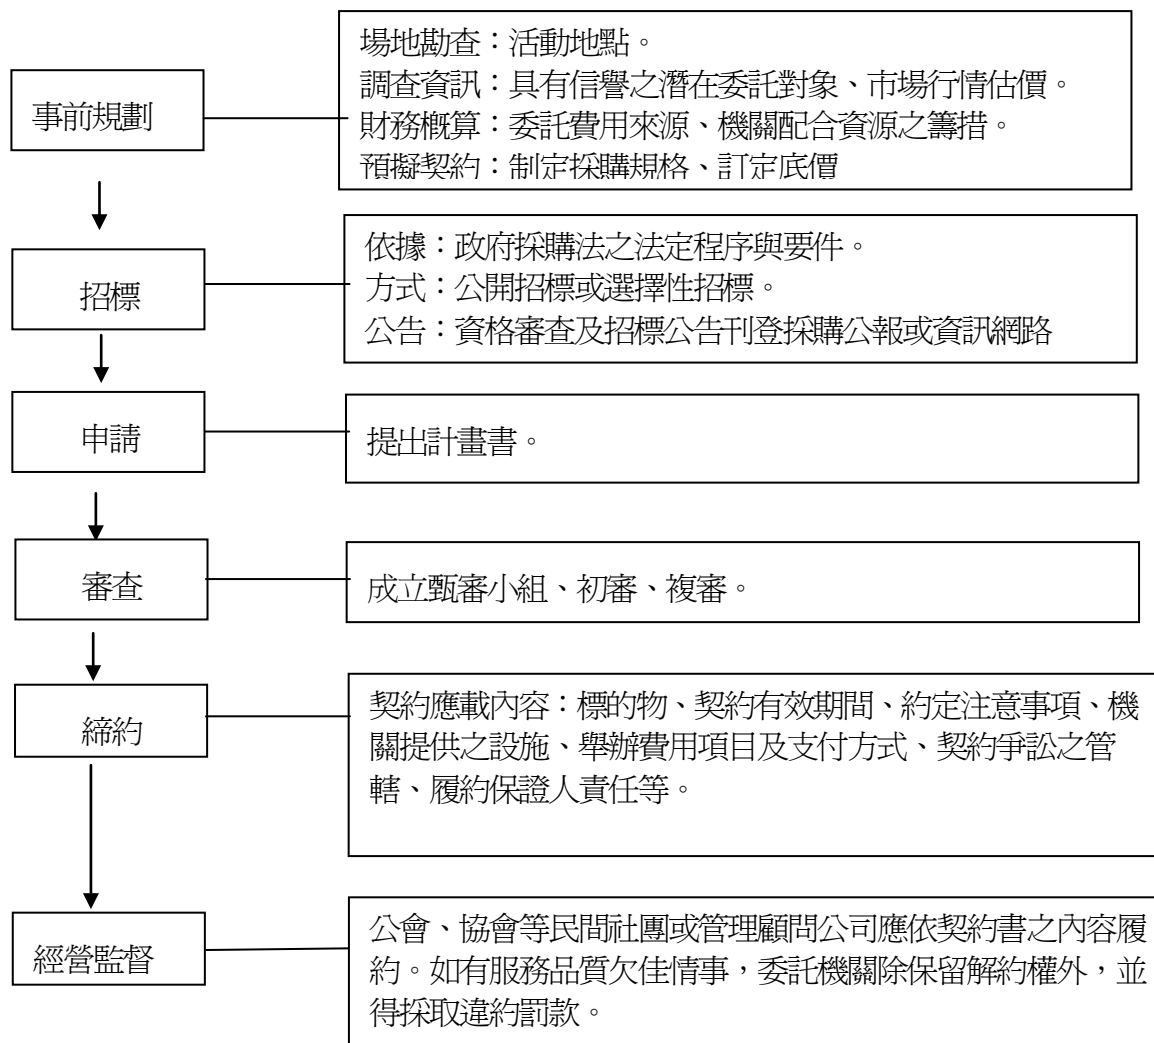 事前規劃
場地勘查：活動地點。
調查資訊：具有信譽之潛在委託對象、市場行情估價。
財務概算：委託費用來源、機關配合資源之籌措。
預擬契約：制定採購規格、訂定底價
招標
依據：政府採購法之法定程序與要件。
方式：公開招標或選擇性招標。
公告：資格審查及招標公告刊登採購公報或資訊網路
申請
提出計畫書。
審查
成立甄審小組、初審、複審。
締約
契約應載內容：標的物、契約有效期間、約定注意事項、機
關提供之設施、舉辦費用項目及支付方式、契約爭訟之管
轄、履約保證人責任等。
經營監督
公會、協會等民間社團或管理顧問公司應依契約書之內容履
約。如有服務品質欠佳情事，委託機關除保留解約權外，並
得採取違約罰款。